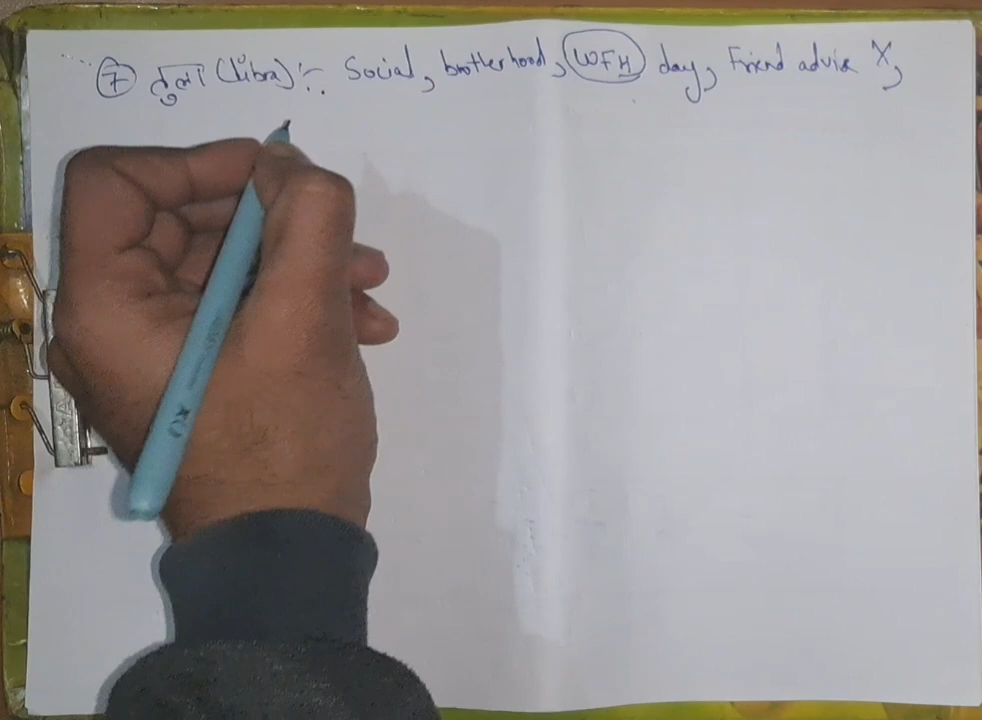 ⑦ तुला (Libra):- Social, brotherhood, WFH day, Friend advice X,